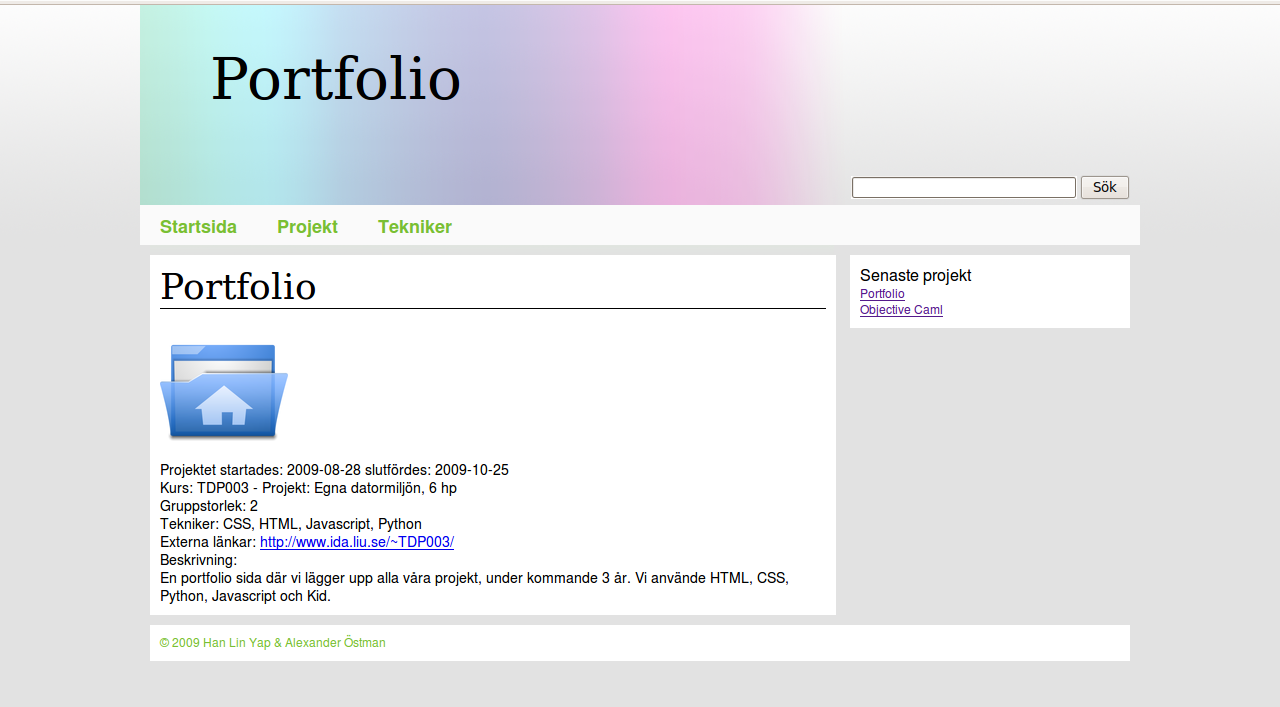 Portfolio
Sök
Startsida Projekt Tekniker
Portfolio
Projektet startades: 2009-08-28 slutfördes: 2009-10-25
Kurs: TDP003 - Projekt: Egna datormiljön, 6 hp
Gruppstorlek: 2
Tekniker: CSS, HTML, Javascript, Python
Externa länkar: http://www.ida.liu.se/~TDP003/
Beskrivning:
En portfolio sida där vi lägger upp alla våra projekt, under kommande 3 år. Vi använde HTML, CSS,
Python, Javascript och Kid.
Senaste projekt
Portfolio
Objective Caml
© 2009 Han Lin Yap & Alexander Östman